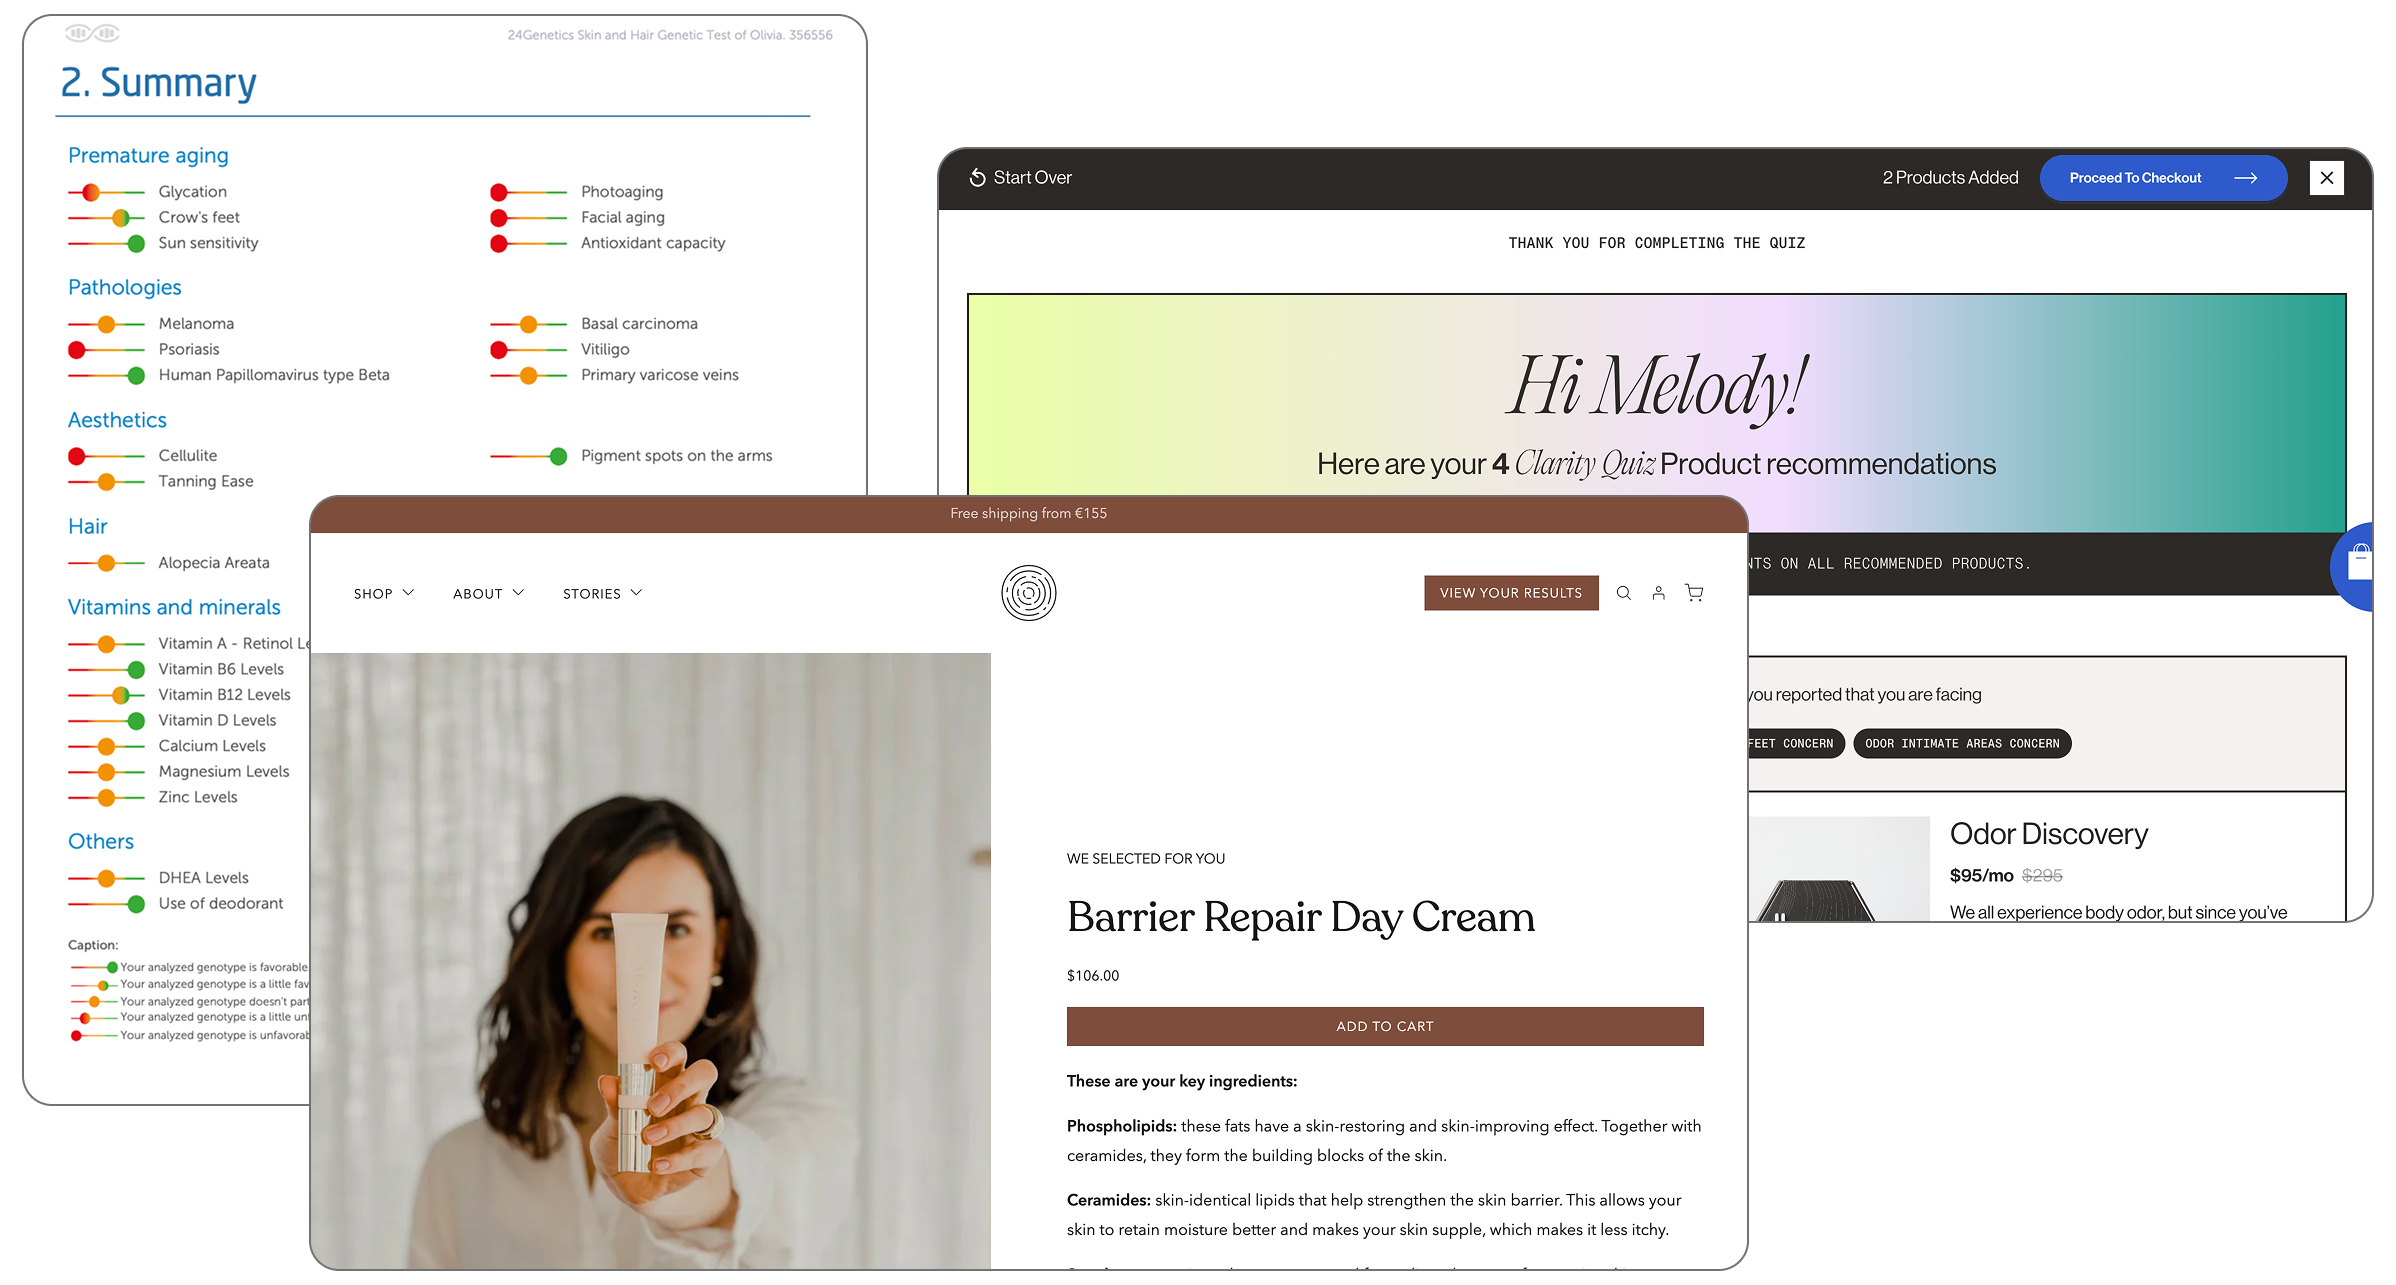 24Genetics Skin and Hair Genetic Test of Olivia. 356556
2. Summary
Premature aging
Glycation
Photoaging
Crow's feet
Facial aging
Sun sensitivity
Antioxidant capacity
Pathologies
Melanoma
Basal carcinoma
Psoriasis
Vitiligo
Human Papillomavirus type Beta
Primary varicose veins
Aesthetics
Cellulite
Pigment spots on the arms
Tanning Ease
Hair
Alopecia Areata
Vitamins and minerals
Vitamin A - Retinol
Vitamin B6 Levels
Vitamin B12 Levels
Vitamin D Levels
Calcium Levels
Magnesium Levels
Zinc Levels
Others
DHEA Levels
Use of deodorant
Caption:
Your analyzed genotype is favorable
Your analyzed genotype is a little
Your analyzed genotype doesn't
Your analyzed genotype is a little
Your analyzed genotype is
Start Over
2 Products Added
Proceed To Checkout
THANK YOU FOR COMPLETING THE QUIZ
Hi Melody!
Here are your 4 Clarity Quiz Product recommendations
ON ALL RECOMMENDED PRODUCTS.
you reported that you are facing
FEET CONCERN
ODOR INTIMATE AREAS CONCERN
Odor Discovery
$95/mo $295
We all experience body odor, but since you've
Free shipping from €155
SHOP
ABOUT
STORIES
VIEW YOUR RESULTS
WE SELECTED FOR YOU
Barrier Repair Day Cream
$106.00
ADD TO CART
These are your key ingredients:
Phospholipids: these fats have a skin-restoring and skin-improving effect. Together with
ceramides, they form the building blocks of the skin.
Ceramides: skin-identical lipids that help strengthen the skin barrier. This allows your
skin to retain moisture better and makes your skin supple, which makes it less itchy.